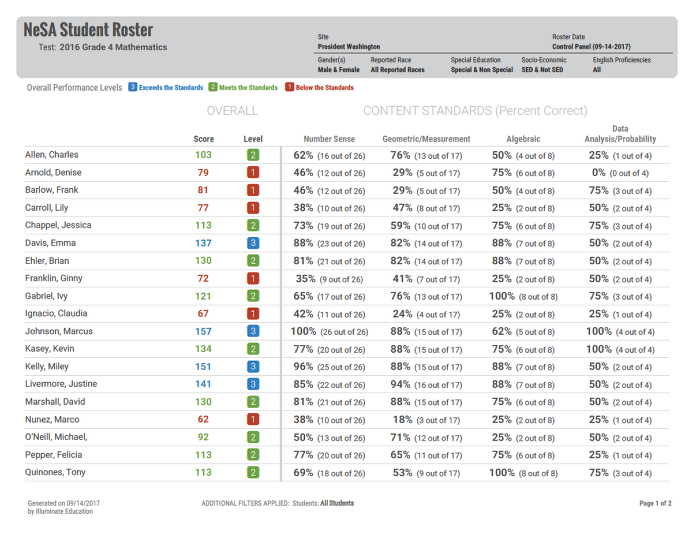 NeSA Student Roster
Test: 2016 Grade 4 Mathematics
Site
President Washington
Roster Date
Control Panel (09-14-2017)
Gender(s) Reported Race Special Education Socio-Economic English Proficiencies
Male & Female All Reported Races Special & Non Special SED & Not SED All
Overall Performance Levels 3 Exceeds the Standards 2 Meets the Standards 1 Below the Standards
OVERALL CONTENT STANDARDS (Percent Correct)
Score Level Number Sense Geometric/Measurement Algebraic Data Analysis/Probability
Allen, Charles 103 2 62% (16 out of 26) 76% (13 out of 17) 50% (4 out of 8) 25% (1 out of 4)
Arnold, Denise 79 1 46% (12 out of 26) 29% (5 out of 17) 75% (6 out of 8) 0% (0 out of 4)
Barlow, Frank 81 1 46% (12 out of 26) 29% (5 out of 17) 50% (4 out of 8) 75% (3 out of 4)
Carroll, Lily 77 1 38% (10 out of 26) 47% (8 out of 17) 25% (2 out of 8) 50% (2 out of 4)
Chappel, Jessica 113 2 73% (19 out of 26) 59% (10 out of 17) 75% (6 out of 8) 75% (3 out of 4)
Davis, Emma 137 3 88% (23 out of 26) 82% (14 out of 17) 88% (7 out of 8) 50% (2 out of 4)
Ehler, Brian 130 2 81% (21 out of 26) 82% (14 out of 17) 88% (7 out of 8) 50% (2 out of 4)
Franklin, Ginny 72 1 35% (9 out of 26) 41% (7 out of 17) 25% (2 out of 8) 50% (2 out of 4)
Gabriel, Ivy 121 2 65% (17 out of 26) 76% (13 out of 17) 100% (8 out of 8) 75% (3 out of 4)
Ignacio, Claudia 67 1 42% (11 out of 26) 24% (4 out of 17) 25% (2 out of 8) 25% (1 out of 4)
Johnson, Marcus 157 3 100% (26 out of 26) 88% (15 out of 17) 62% (5 out of 8) 100% (4 out of 4)
Kasey, Kevin 134 2 77% (20 out of 26) 88% (15 out of 17) 75% (6 out of 8) 100% (4 out of 4)
Kelly, Miley 151 3 96% (25 out of 26) 88% (15 out of 17) 88% (7 out of 8) 50% (2 out of 4)
Livermore, Justine 141 3 85% (22 out of 26) 94% (16 out of 17) 88% (7 out of 8) 50% (2 out of 4)
Marshall, David 130 2 81% (21 out of 26) 88% (15 out of 17) 75% (6 out of 8) 50% (2 out of 4)
Nunez, Marco 62 1 38% (10 out of 26) 18% (3 out of 17) 25% (2 out of 8) 25% (1 out of 4)
O'Neill, Michael, 92 2 50% (13 out of 26) 71% (12 out of 17) 25% (2 out of 8) 50% (2 out of 4)
Pepper, Felicia 113 2 77% (20 out of 26) 65% (11 out of 17) 75% (6 out of 8) 25% (1 out of 4)
Quinones, Tony 113 2 69% (18 out of 26) 53% (9 out of 17) 100% (8 out of 8) 75% (3 out of 4)
Generated on 09/14/2017 ADDITIONAL FILTERS APPLIED: Students: All Students Page 1 of 2
by Illuminate Education